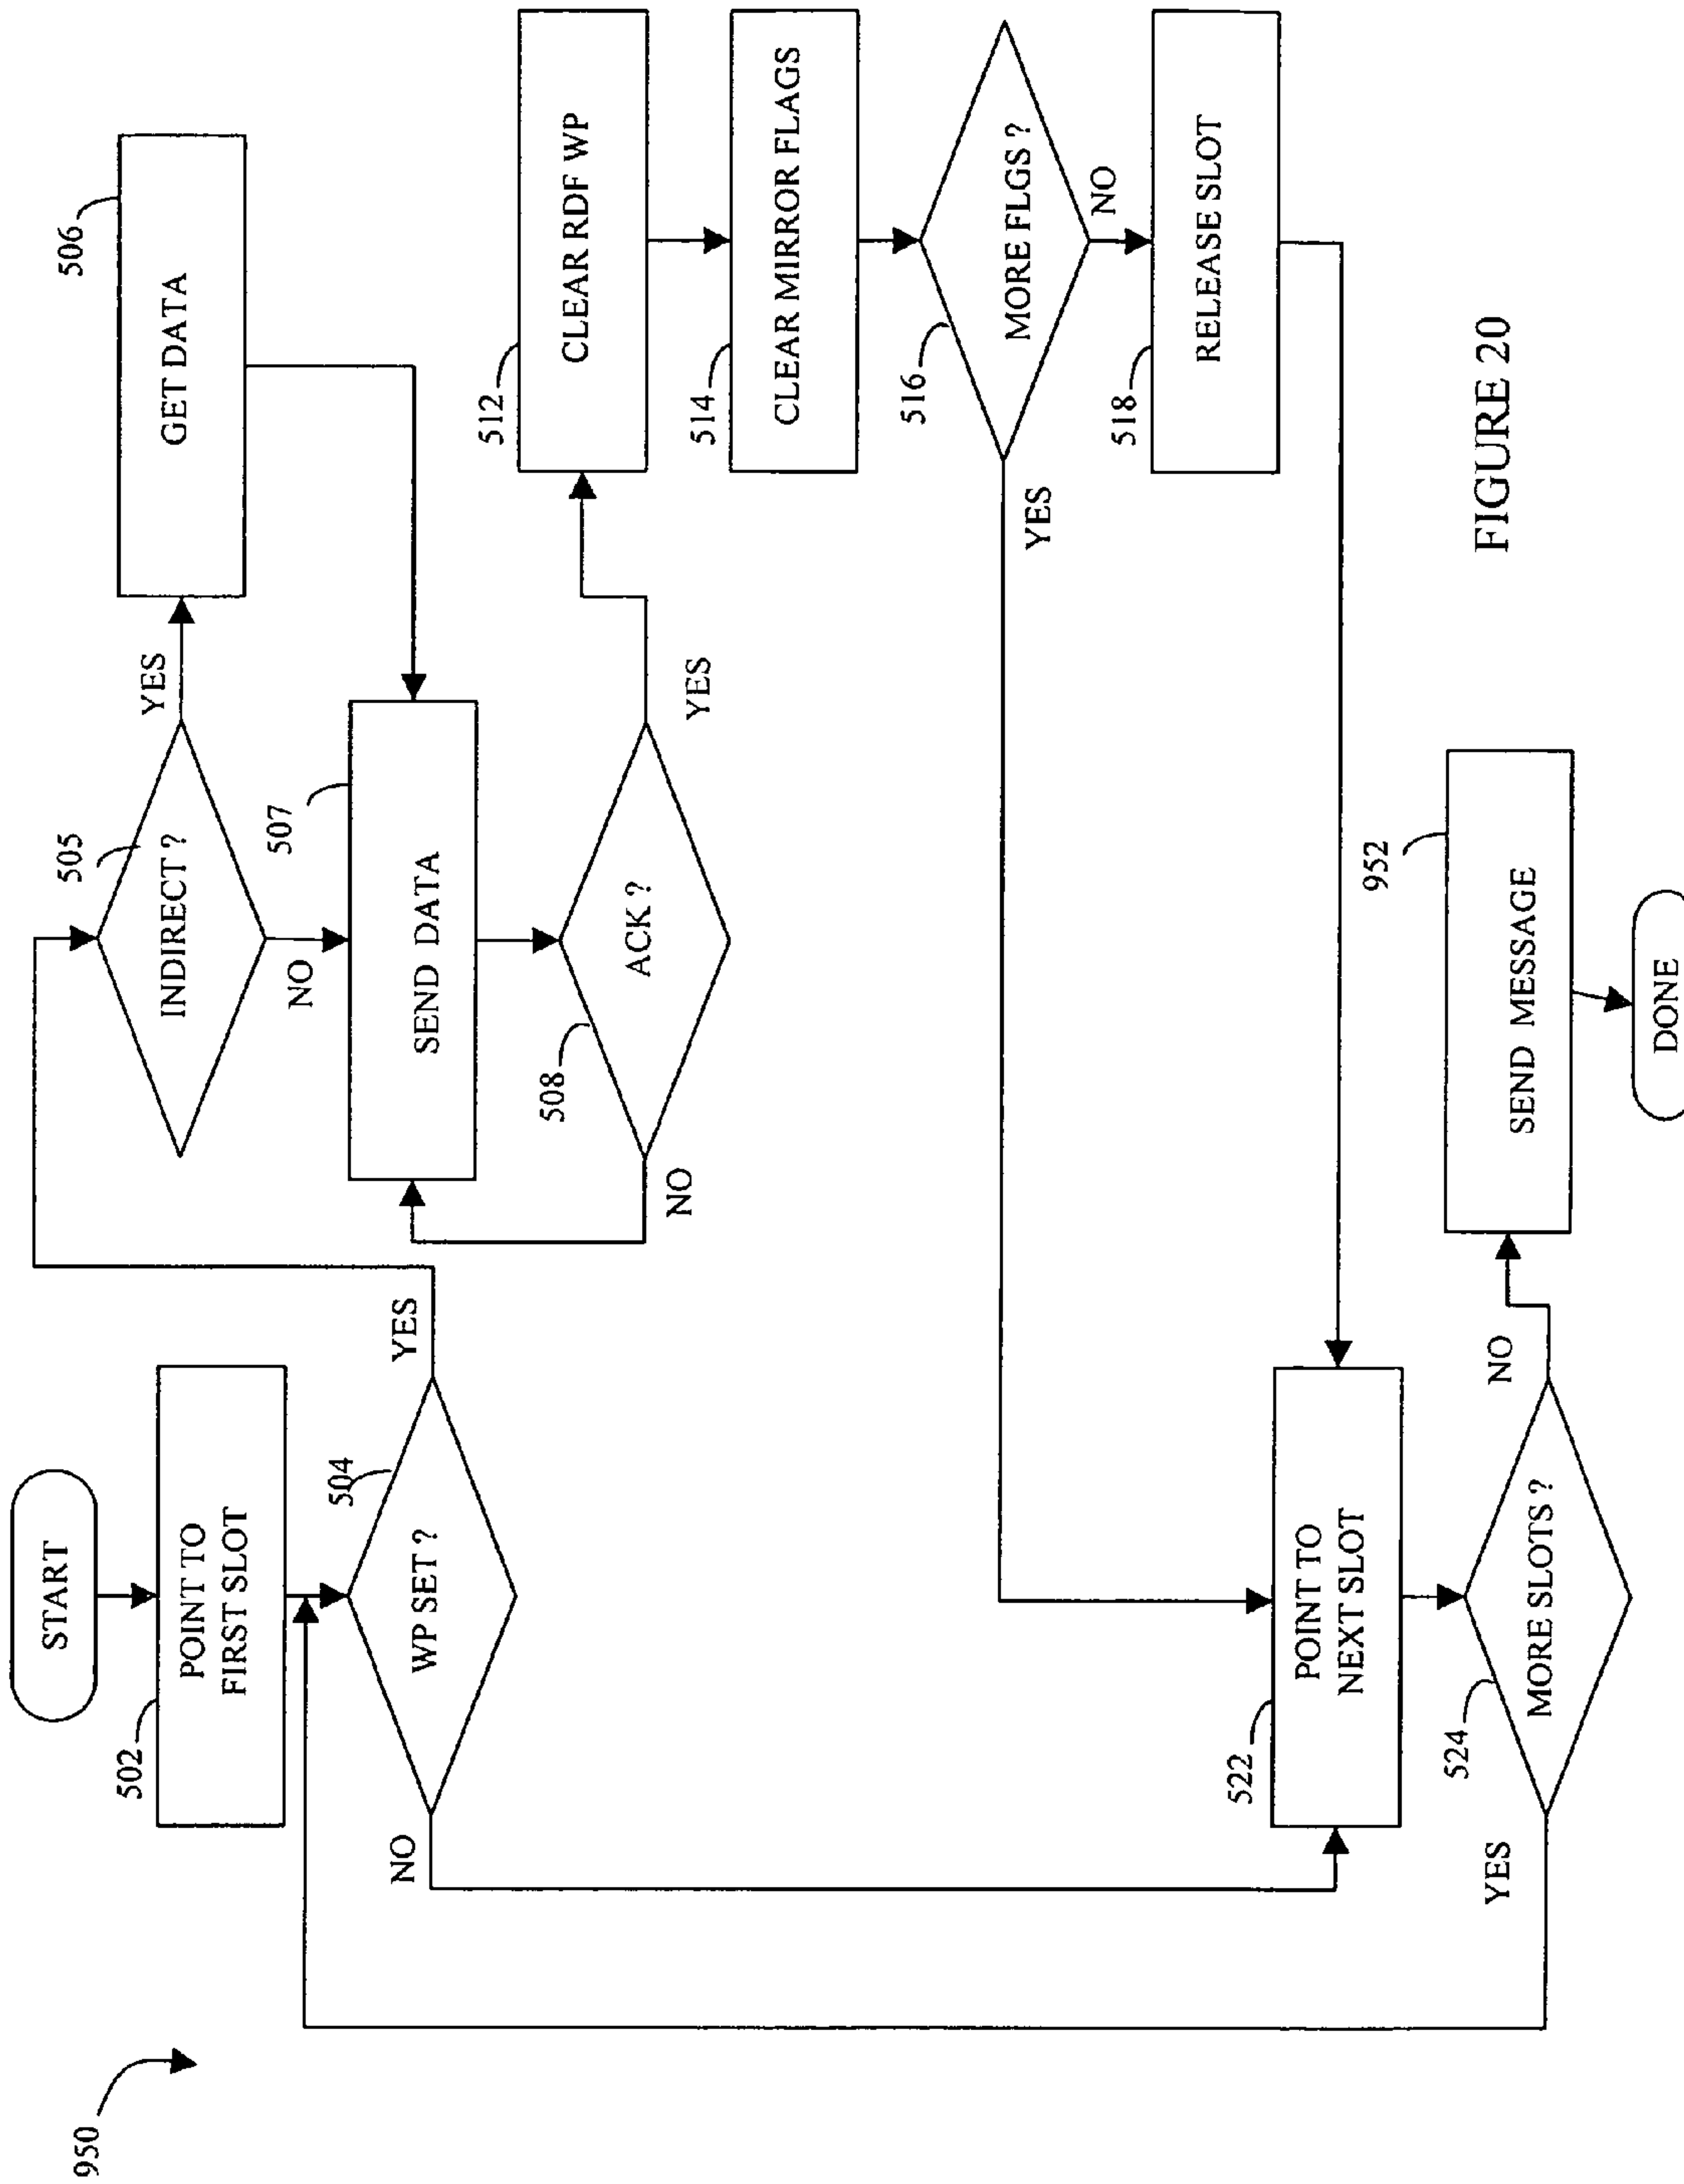 950
START
502
POINT TO
FIRST SLOT
504
WP SET ?
YES
NO
505
INDIRECT ?
YES
NO
506
GET DATA
507
SEND DATA
508
ACK ?
NO
YES
512
CLEAR RDF WP
514
CLEAR MIRROR FLAGS
516
MORE FLGS ?
YES
NO
518
RELEASE SLOT
522
POINT TO
NEXT SLOT
524
MORE SLOTS ?
YES
NO
952
SEND MESSAGE
DONE
FIGURE 20